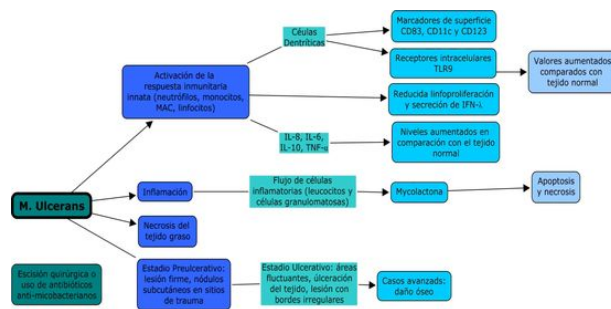 Células
Dentríticas
Marcadores de
superficie
CD83, CD11c y CD123
Receptores intracelulares
TLR9
Valores aumentados
comparados con
tejido normal
Activación de la
respuesta inmunitaria
innata (neutrófilos, monocitos,
MAC, linfocitos)
Reducida linfoproliferación
y secreción de IFN-λ
IL-8, IL-6,
IL-10, TNF-α
Niveles aumentados en
comparación con el tejido
normal
M. Ulcerans
Inflamación
Flujo de células
inflamatorias (leucocitos y
células granulomatosas)
Mycolactona
Apoptosis
y necrosis
Necrosis del
tejido graso
Escisión quirúrgica o
uso de antibióticos
anti-micobacterianos
Estadio Preulcerativo:
lesión firme, nódulos
subcutáneos en sitios
de trauma
Estadio Ulcerativo: áreas
fluctuantes, úlceración
del tejido, lesión con
bordes irregulares
Casos avanzad:
daño óseo